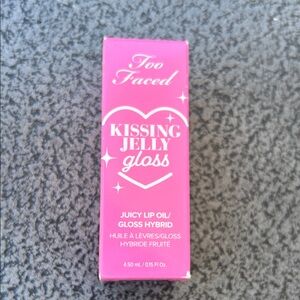 Too
Faced
KISSING
JELLY
gloss
JUICY LIP OIL/
GLOSS HYBRID
HUILE À LÈVRES/GLOSS
HYBRIDE FRUITÉ
4.50 mL / 0.15 Fl Oz.